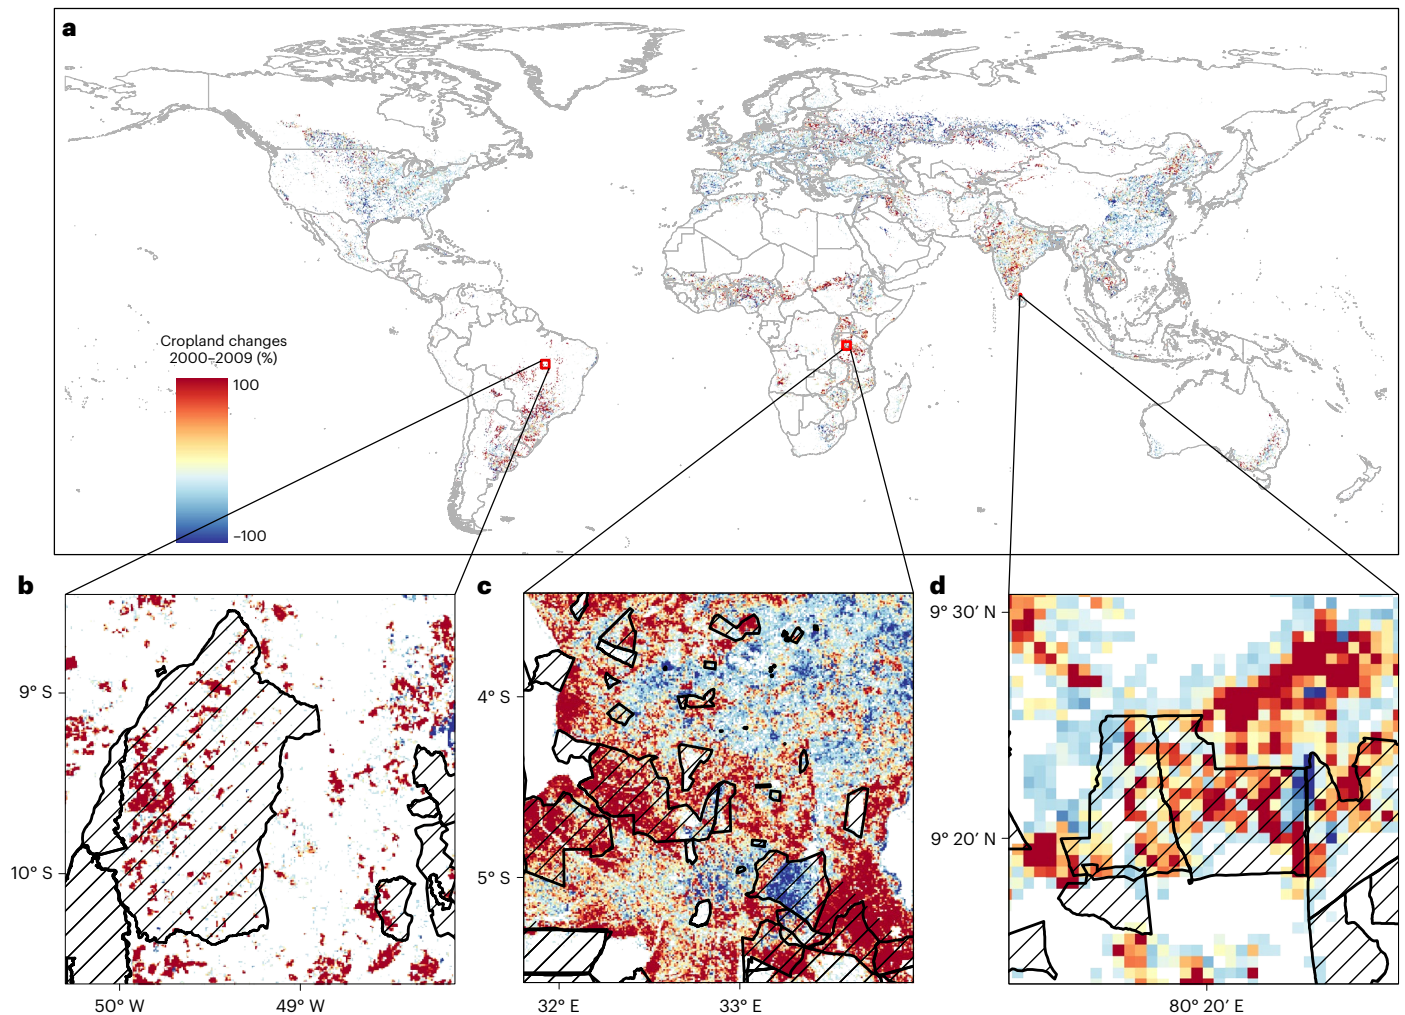 a
Cropland changes
2000–2009 (%)
100
–100
b
c
d
9° S
10° S
50° W
49° W
4° S
5° S
32° E
33° E
9° 30′ N
9° 20′ N
80° 20′ E